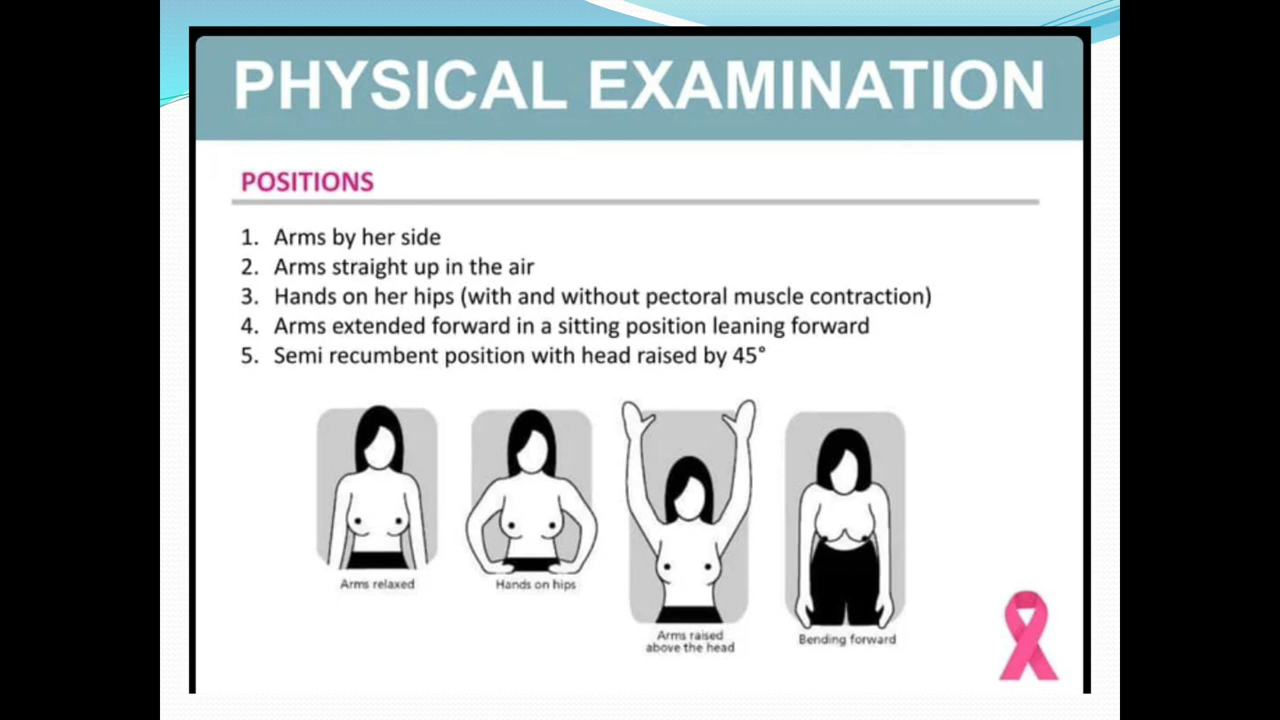 PHYSICAL EXAMINATION
POSITIONS
1. Arms by her side
2. Arms straight up in the air
3. Hands on her hips (with and without pectoral muscle contraction)
4. Arms extended forward in a sitting position leaning forward
5. Semi recumbent position with head raised by 45°
Arms relaxed
Hands on hips
Arms raised
above the head
Bending forward